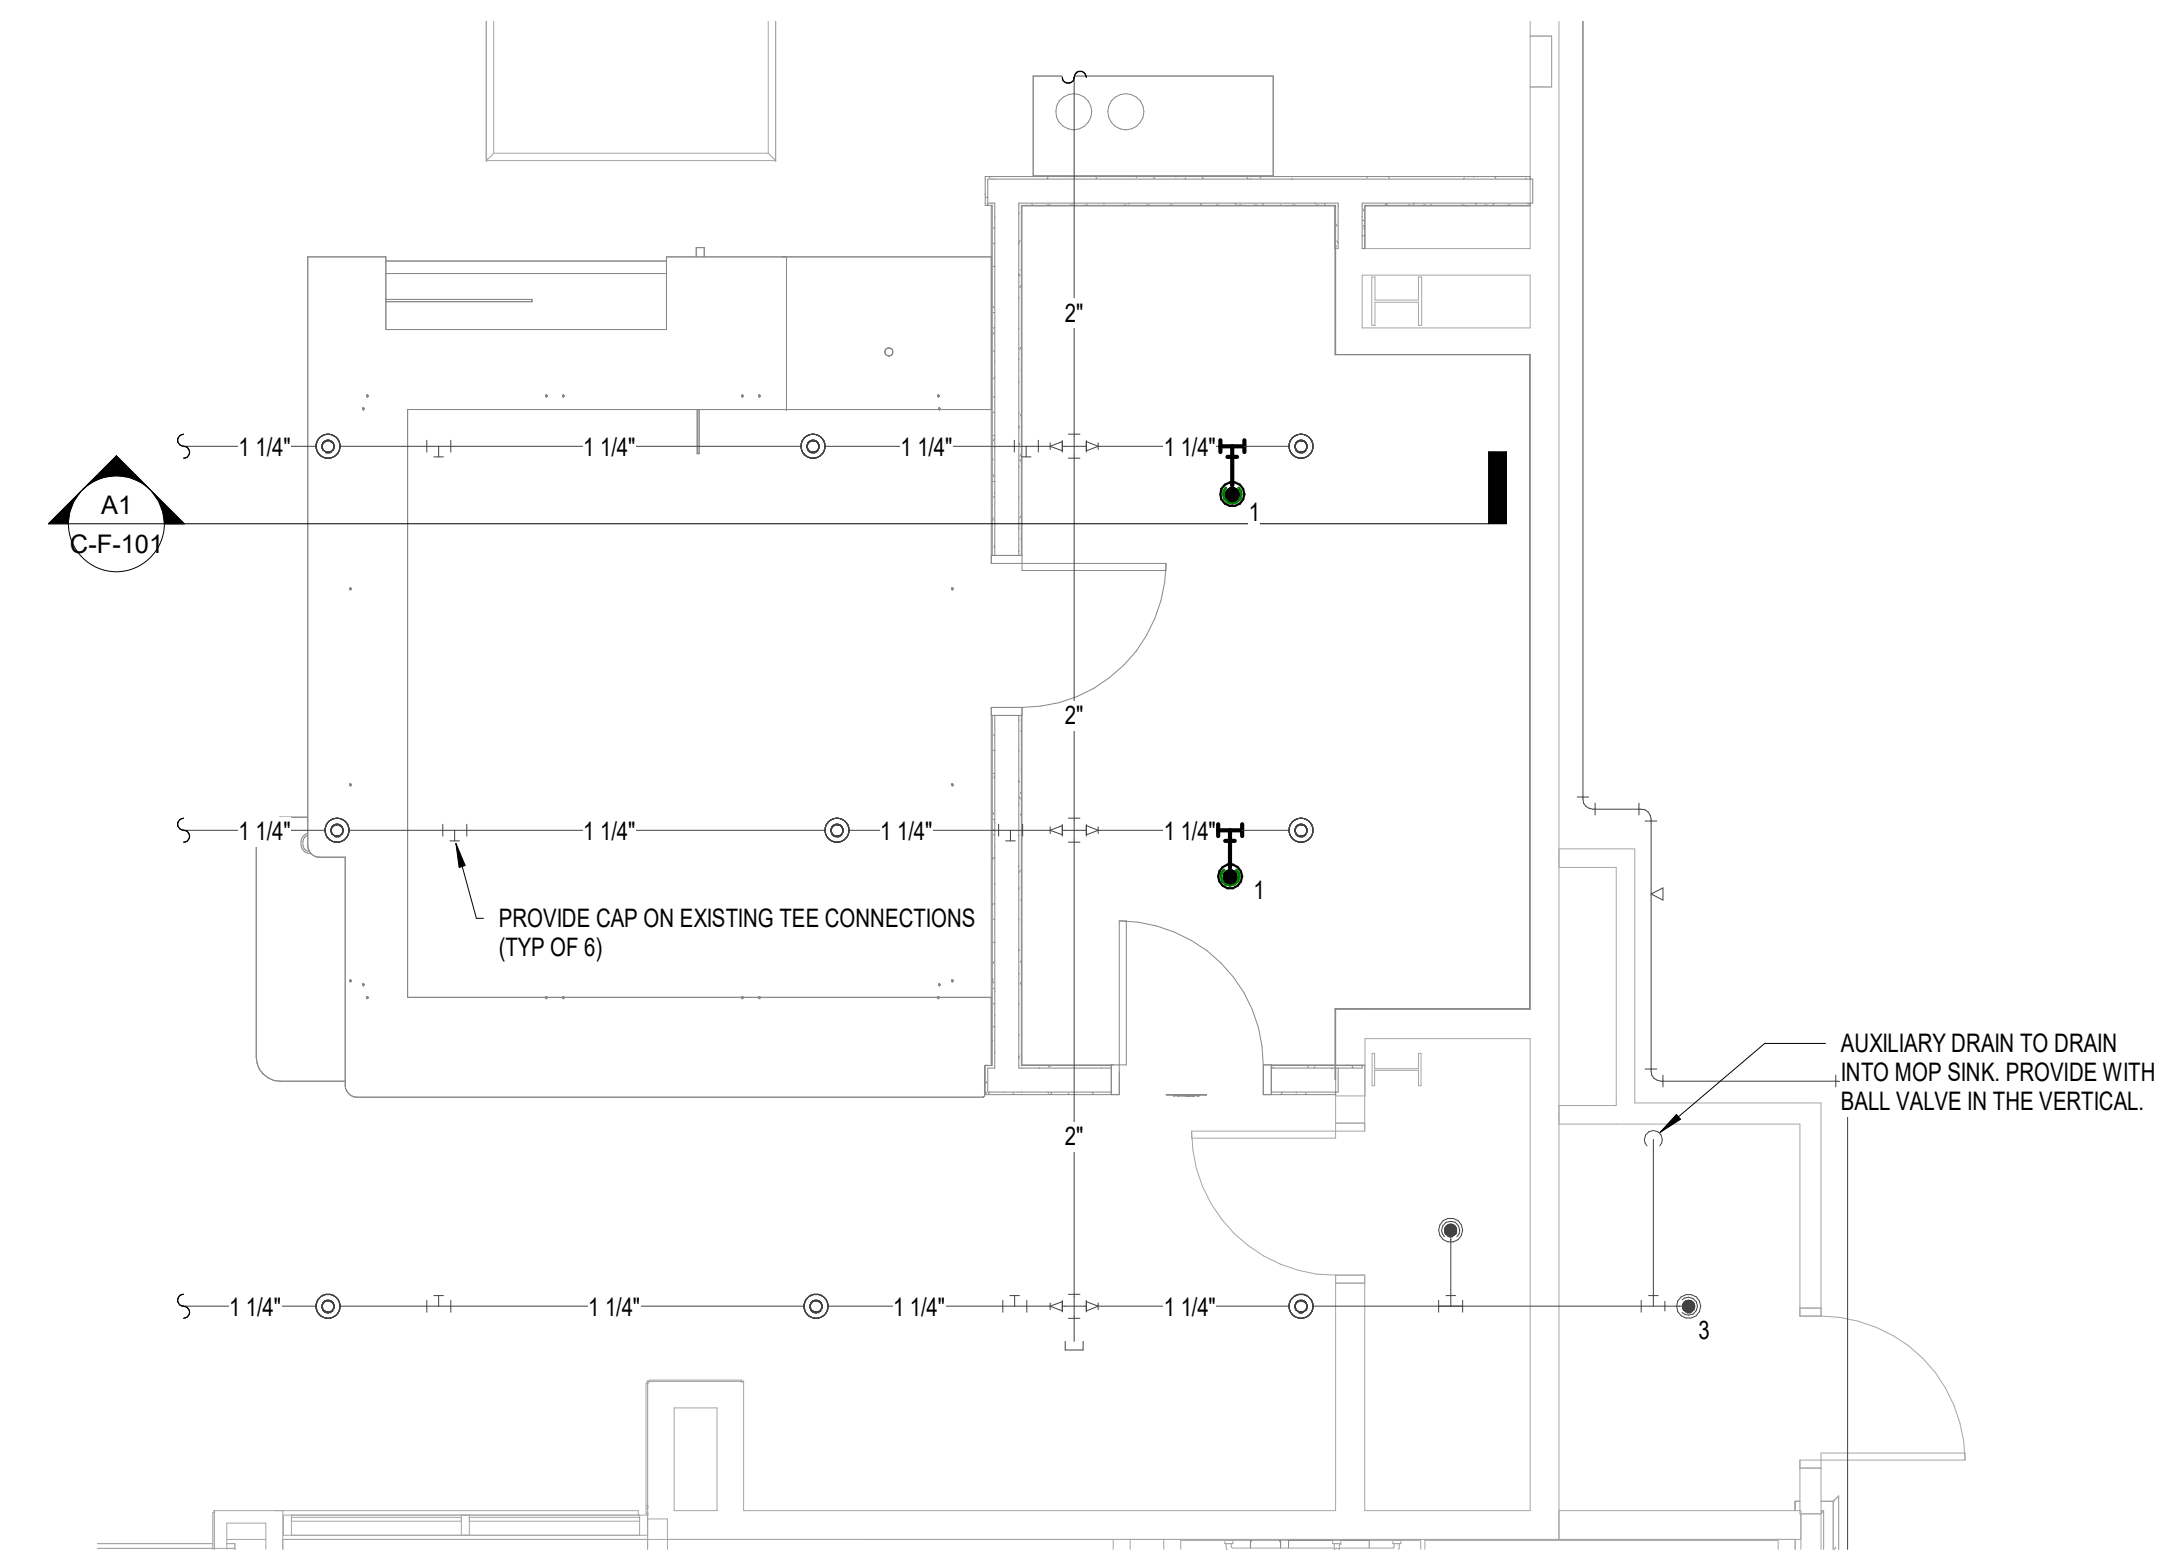 2"
1 1/4"
1 1/4"
1 1/4"
1 1/4"
A1
C-F-101
1
2"
1 1/4"
1 1/4"
1 1/4"
1 1/4"
1
PROVIDE CAP ON EXISTING TEE CONNECTIONS
(TYP OF 6)
AUXILIARY DRAIN TO DRAIN
INTO MOP SINK. PROVIDE WITH
BALL VALVE IN THE VERTICAL.
2"
1 1/4"
1 1/4"
1 1/4"
1 1/4"
3